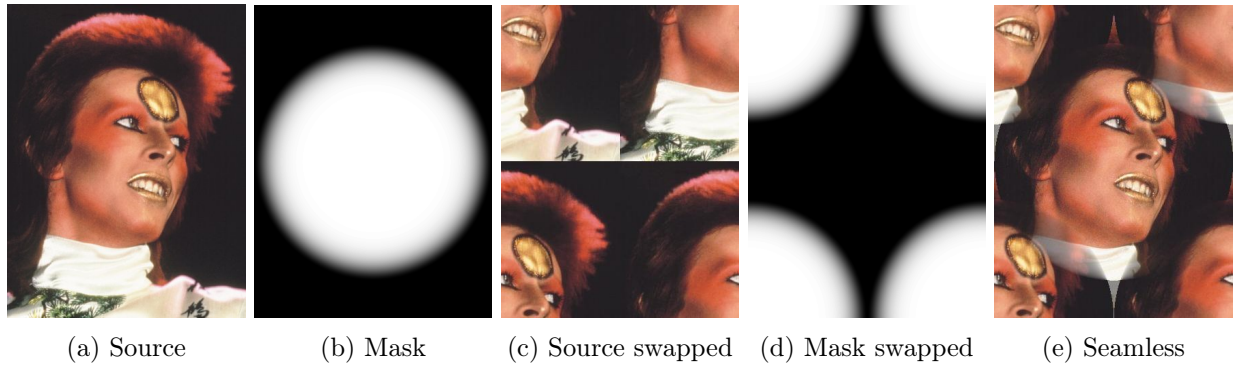 (a) Source
(b) Mask
(c) Source swapped
(d) Mask swapped
(e) Seamless